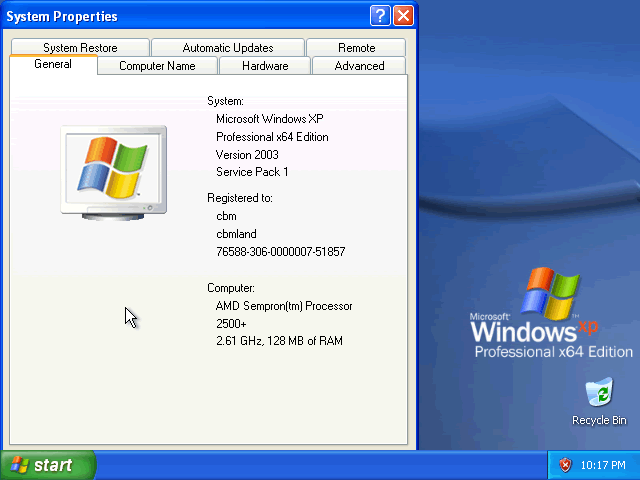 System Properties
System Restore
Automatic Updates
Remote
General
Computer Name
Hardware
Advanced
System:
Microsoft Windows XP
Professional x64 Edition
Version 2003
Service Pack 1
Registered to:
cbm
cbmland
76588-306-0000007-51857
Computer:
AMD Sempron(tm) Processor
2500+
2.61 GHz, 128 MB of RAM
Microsoft®
Windows xp
Professional x64 Edition
Recycle Bin
start
10:17 PM